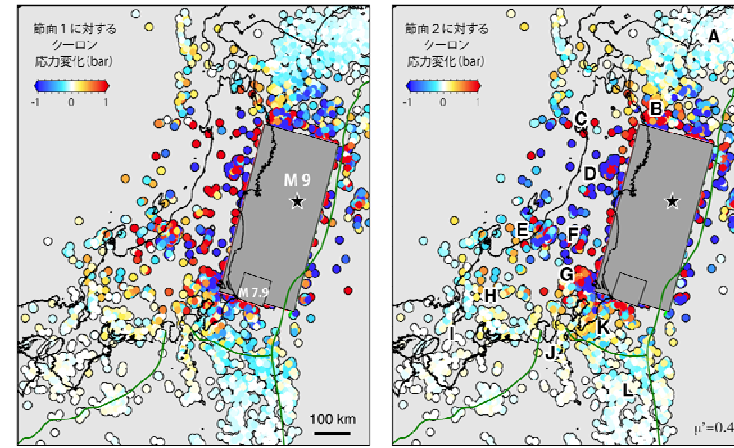 節面1に対する
クーロン
応力変化(bar)
-1 0 1
M 9
M 7.9
100 km
節面2に対する
クーロン
応力変化(bar)
-1 0 1
A
B
C
D
E
F
G
H
I
J
K
L
μ'=0.4